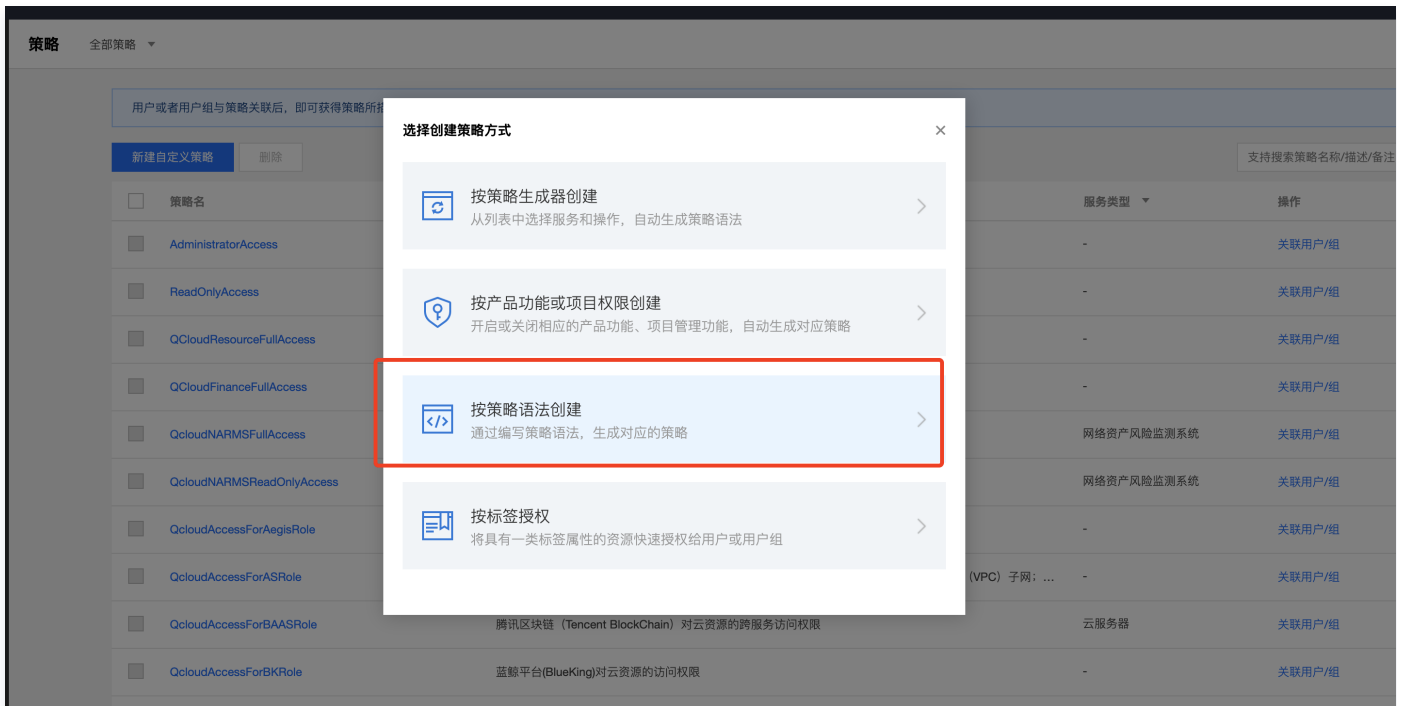 策略 全部策略
用户或者用户组与策略关联后，即可获得策略所
选择创建策略方式
新建自定义策略 删除
支持搜索策略名称/描述/备注
按策略生成器创建
从列表中选择服务和操作，自动生成策略语法
策略名 服务类型 操作
AdministratorAccess - 关联用户/组
ReadOnlyAccess - 关联用户/组
按产品功能或项目权限创建
开启或关闭相应的产品功能、项目管理功能，自动生成对应策略
QCloudResourceFullAccess - 关联用户/组
QCloudFinanceFullAccess - 关联用户/组
按策略语法创建
通过编写策略语法，生成对应的策略
QcloudNARMSFullAccess 网络资产风险监测系统 关联用户/组
QcloudNARMSReadOnlyAccess 网络资产风险监测系统 关联用户/组
按标签授权
将具有一类标签属性的资源快速授权给用户或用户组
QcloudAccessForAegisRole - 关联用户/组
QcloudAccessForASRole （VPC）子网；... - 关联用户/组
QcloudAccessForBAASRole 腾讯区块链（Tencent BlockChain）对云资源的跨服务访问权限 云服务器 关联用户/组
QcloudAccessForBKRole 蓝鲸平台(BlueKing)对云资源的访问权限 - 关联用户/组